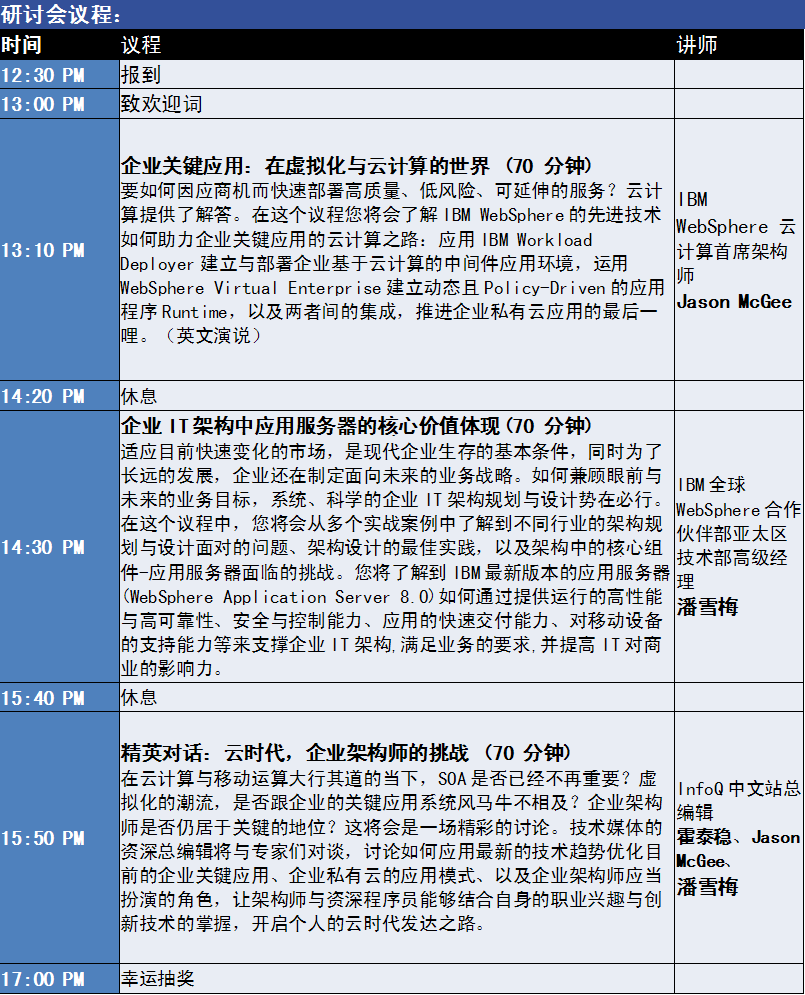 研讨会议程：
时间 议程 讲师
12:30 PM 报到
13:00 PM 致欢迎词
13:10 PM
企业关键应用：在虚拟化与云计算的世界 (70 分钟)
要如何因应商机而快速部署高质量、低风险、可延伸的服务？云计
算提供了解答。在这个议程您将会了解 IBM WebSphere 的先进技术
如何助力企业关键应用的云计算之路：应用 IBM Workload
Deployer 建立与部署企业基于云计算的中间件应用环境，运用
WebSphere Virtual Enterprise 建立动态且 Policy-Driven 的应用
程序 Runtime，以及两者间的集成，推进企业私有云应用的最后一
哩。（英文演说）
IBM
WebSphere 云
计算首席架构
师
Jason McGee
14:20 PM 休息
14:30 PM
企业 IT 架构中应用服务器的核心价值体现(70 分钟)
适应目前快速变化的市场，是现代企业生存的基本条件，同时为了
长远的发展，企业还在制定面向未来的业务战略。如何兼顾眼前与
未来的业务目标，系统、科学的企业 IT 架构规划与设计势在必行。
在这个议程中，您将会从多个实战案例中了解到不同行业的架构规
划与设计面对的问题、架构设计的最佳实践，以及架构中的核心组
件-应用服务器面临的挑战。您将了解到 IBM 最新版本的应用服务器
(WebSphere Application Server 8.0)如何通过提供运行的高性能
与高可靠性、安全与控制能力、应用的快速交付能力、对移动设备
的支持能力等来支撑企业 IT 架构,满足业务的要求,并提高 IT 对商
业的影响力。
IBM 全球
WebSphere 合作
伙伴部亚太区
技术部高级经
理
潘雪梅
15:40 PM 休息
15:50 PM
精英对话：云时代，企业架构师的挑战 (70 分钟)
在云计算与移动运算大行其道的当下，SOA 是否已经不再重要？虚
拟化的潮流，是否跟企业的关键应用系统风马牛不相及？企业架构
师是否仍居于关键的地位？这将会是一场精彩的讨论。技术媒体的
资深总编辑将与专家们对谈，讨论如何应用最新的技术趋势优化目
前的企业关键应用、企业私有云的应用模式、以及企业架构师应当
扮演的角色，让架构师与资深程序员能够结合自身的职业兴趣与创
新技术的掌握，开启个人的云时代发达之路。
InfoQ 中文站总
编辑
霍泰稳、Jason
McGee、
潘雪梅
17:00 PM 幸运抽奖